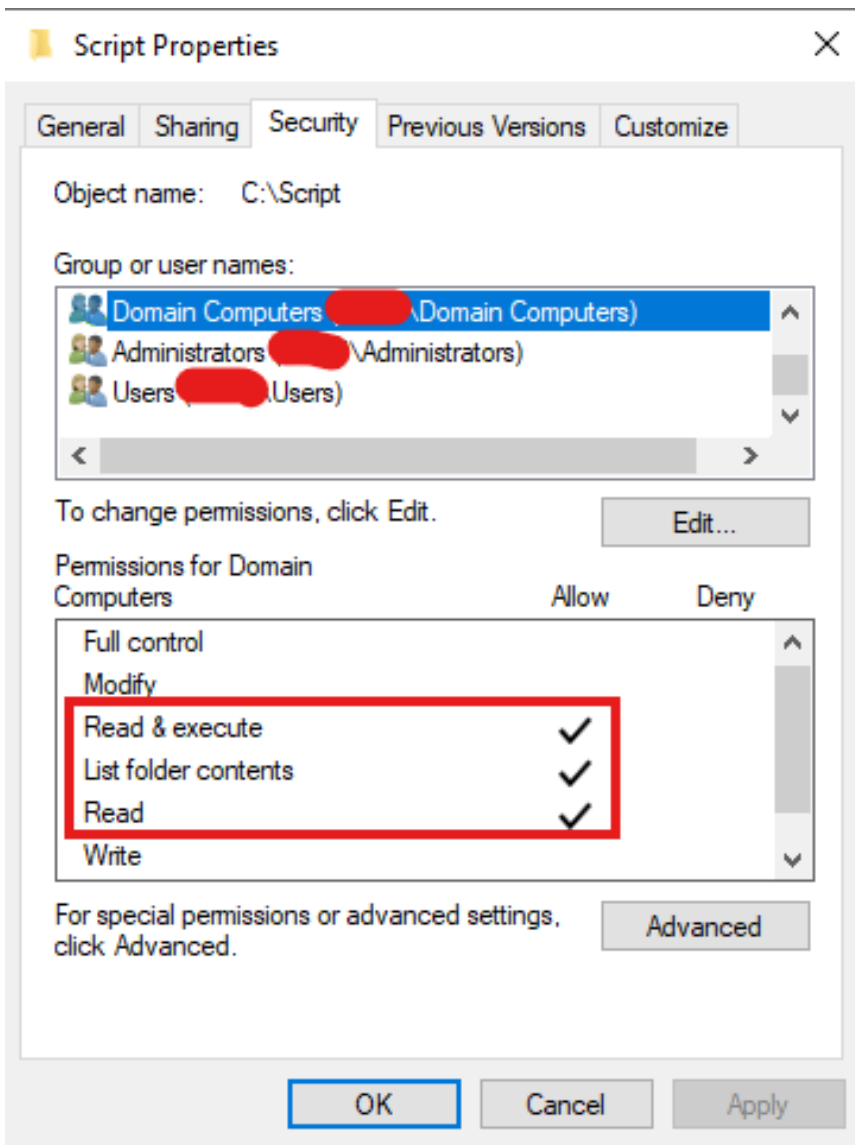 Script Properties
General Sharing Security Previous Versions Customize
Object name: C:\Script
Group or user names:
Domain Computers ( \Domain Computers)
Administrators ( \Administrators)
Users ( \Users)
To change permissions, click Edit.
Edit...
Permissions for Domain
Computers Allow Deny
Full control
Modify
Read & execute
List folder contents
Read
Write
For special permissions or advanced settings,
click Advanced.
Advanced
OK Cancel Apply